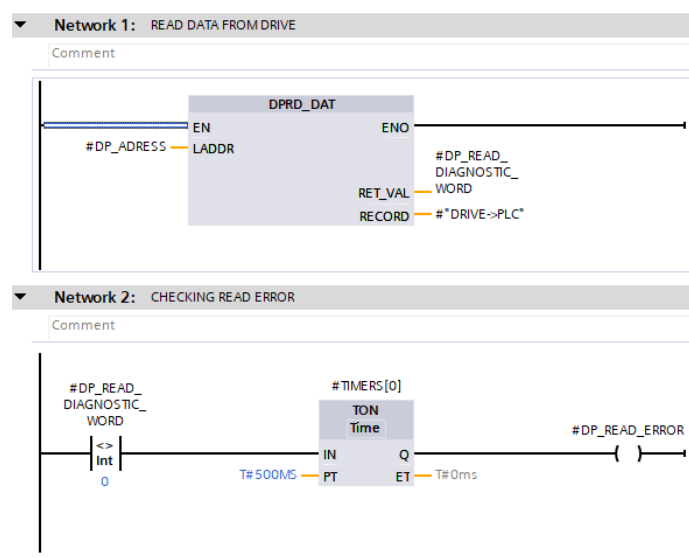 Network 1: READ DATA FROM DRIVE
Comment
DPRD_DAT
EN ENO
#DP_ADRESS LADDR
#DP_READ_
DIAGNOSTIC_
RET_VAL WORD
RECORD #"DRIVE->PLC"
Network 2: CHECKING READ ERROR
Comment
#DP_READ_
DIAGNOSTIC_
WORD
<>
Int
0
#TIMERS[0]
TON
Time
IN Q
T#500MS PT ET T#0ms
#DP_READ_ERROR